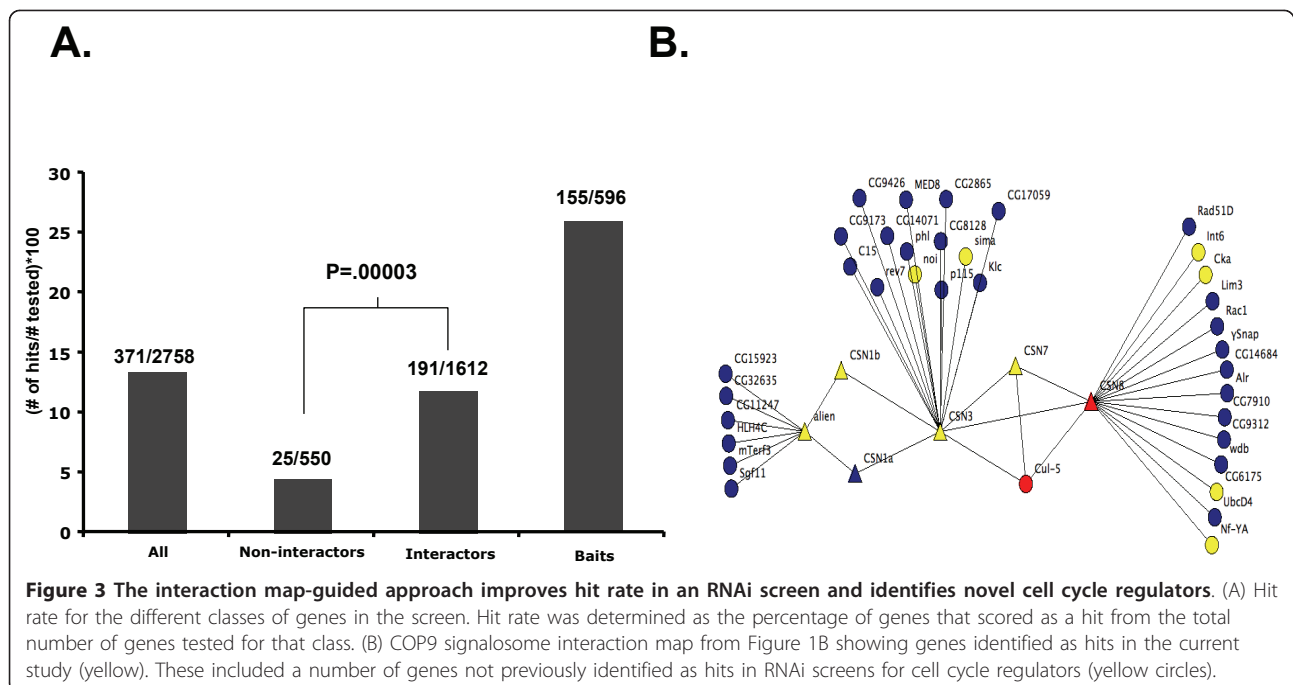 A.
B.
30
25
20
15
10
5
0
(# of hits/# tested)*100
371/2758
25/550
P=.00003
191/1612
155/596
All
Non-interactors
Interactors
Baits
CG9426
MED8
CG2865
CG17059
CG9173
CG14071
CG8128
phl
sima
C15
noi
rev7
p115
Klc
Rad51D
Int6
Cka
Lim3
Rac1
γSnap
CG14684
Alr
CG7910
CG9312
wdb
CG6175
UbcD4
Nf-YA
CSN1b
CSN7
CSN8
CG15923
CG32635
CG11247
HLH4C
mTerf3
Sgf11
alien
CSN3
CSN1a
Cul-5
Figure 3 The interaction map-guided approach improves hit rate in an RNAi screen and identifies novel cell cycle regulators. (A) Hit
rate for the different classes of genes in the screen. Hit rate was determined as the percentage of genes that scored as a hit from the total
number of genes tested for that class. (B) COP9 signalosome interaction map from Figure 1B showing genes identified as hits in the current
study (yellow). These included a number of genes not previously identified as hits in RNAi screens for cell cycle regulators (yellow circles).